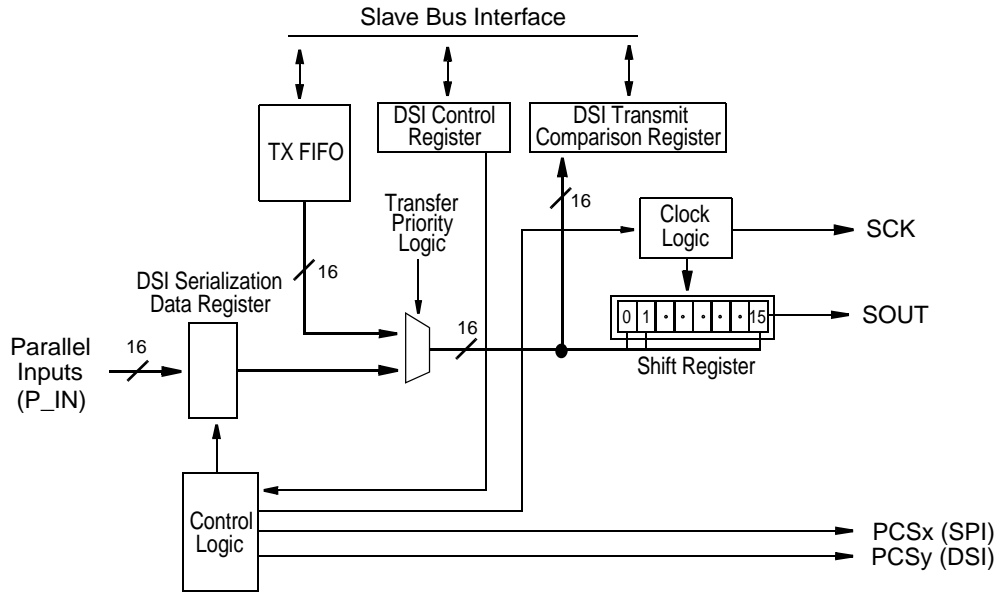 Slave Bus Interface
TX FIFO
DSI Control
Register
DSI Transmit
Comparison Register
16
Transfer
Priority
Logic
Clock
Logic
SCK
16
DSI Serialization
Data Register
0 1 · · · · · 15
SOUT
16
Shift Register
Parallel
Inputs
(P_IN)
16
Control
Logic
PCSx (SPI)
PCSy (DSI)